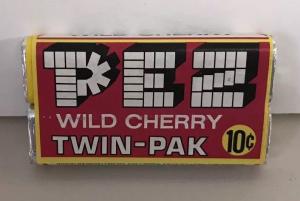 PEZ
WILD CHERRY
TWIN-PAK 10¢